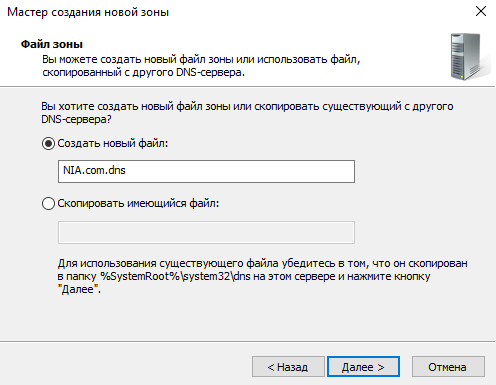 Мастер создания новой зоны
Файл зоны
Вы можете создать новый файл зоны или использовать файл,
скопированный с другого DNS-сервера.
Вы хотите создать новый файл зоны или скопировать существующий с другого
DNS-сервера?
Создать новый файл:
NIA.com.dns
Скопировать имеющийся файл:
Для использования существующего файла убедитесь в том, что он скопирован
в папку %SystemRoot%\system32\dns на этом сервере и нажмите кнопку
"Далее".
< Назад
Далее >
Отмена